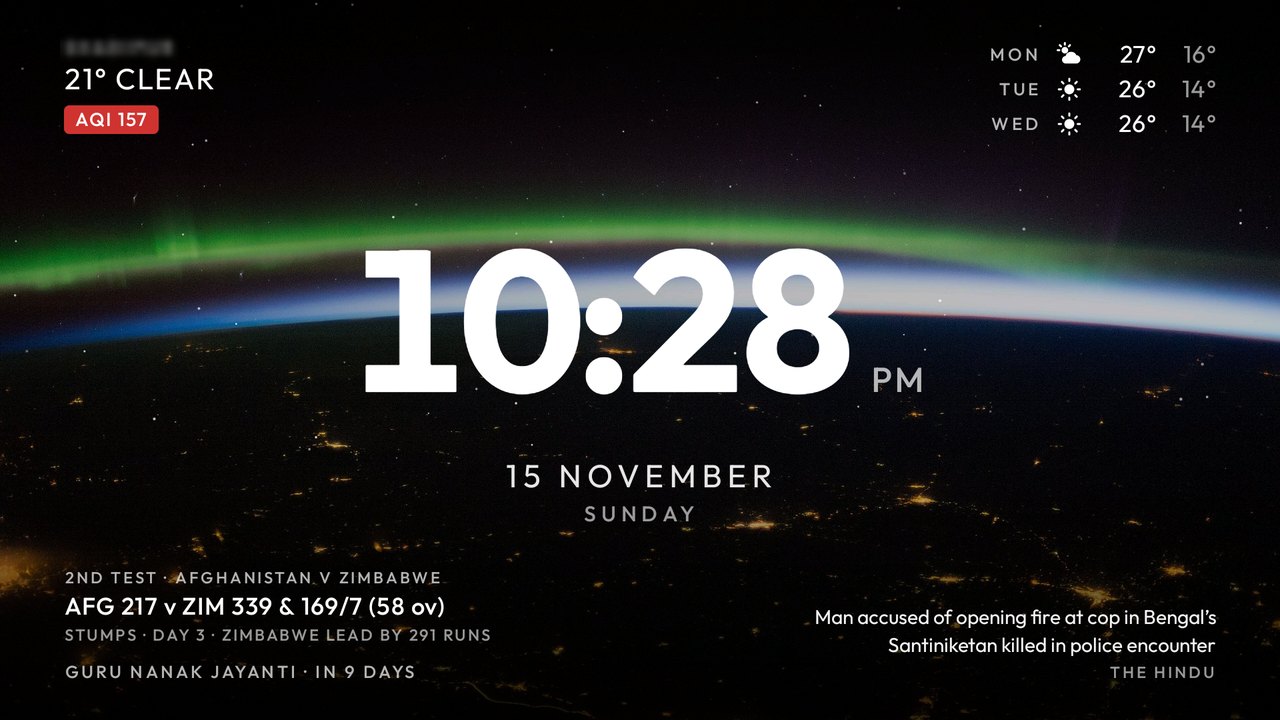 21° CLEAR
AQI 157
MON 27° 16°
TUE 26° 14°
WED 26° 14°
10:28 PM
15 NOVEMBER
SUNDAY
2ND TEST · AFGHANISTAN V ZIMBABWE
AFG 217 v ZIM 339 & 169/7 (58 ov)
STUMPS · DAY 3 · ZIMBABWE LEAD BY 291 RUNS
GURU NANAK JAYANTI · IN 9 DAYS
Man accused of opening fire at cop in Bengal’s
Santiniketan killed in police encounter
THE HINDU